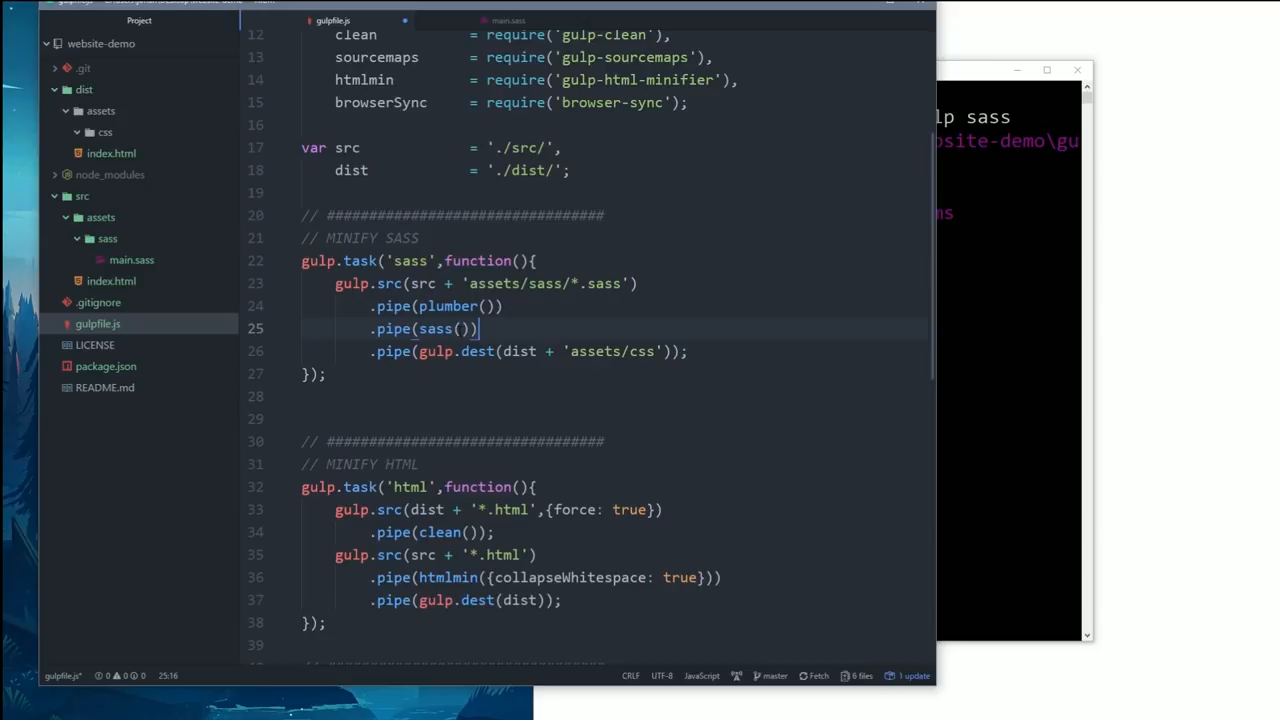 Project
gulpfile.js
main.sass
website-demo
.git
dist
assets
css
index.html
node_modules
src
assets
sass
main.sass
index.html
.gitignore
gulpfile.js
LICENSE
package.json
README.md
12 clean = require('gulp-clean'),
13 sourcemaps = require('gulp-sourcemaps'),
14 htmlmin = require('gulp-html-minifier'),
15 browserSync = require('browser-sync');
16
17 var src = './src/',
18 dist = './dist/';
19
20 // #################################
21 // MINIFY SASS
22 gulp.task('sass',function(){
23 gulp.src(src + 'assets/sass/*.sass')
24 .pipe(plumber())
25 .pipe(sass())
26 .pipe(gulp.dest(dist + 'assets/css'));
27 });
28
29
30 // #################################
31 // MINIFY HTML
32 gulp.task('html',function(){
33 gulp.src(dist + '*.html',{force: true})
34 .pipe(clean());
35 gulp.src(src + '*.html')
36 .pipe(htmlmin({collapseWhitespace: true}))
37 .pipe(gulp.dest(dist));
38 });
39
lp sass
osite-demo\gu
ms
gulpfile.js* 0 0 0 25:16 CRLF UTF-8 JavaScript master Fetch 6 files 1 update